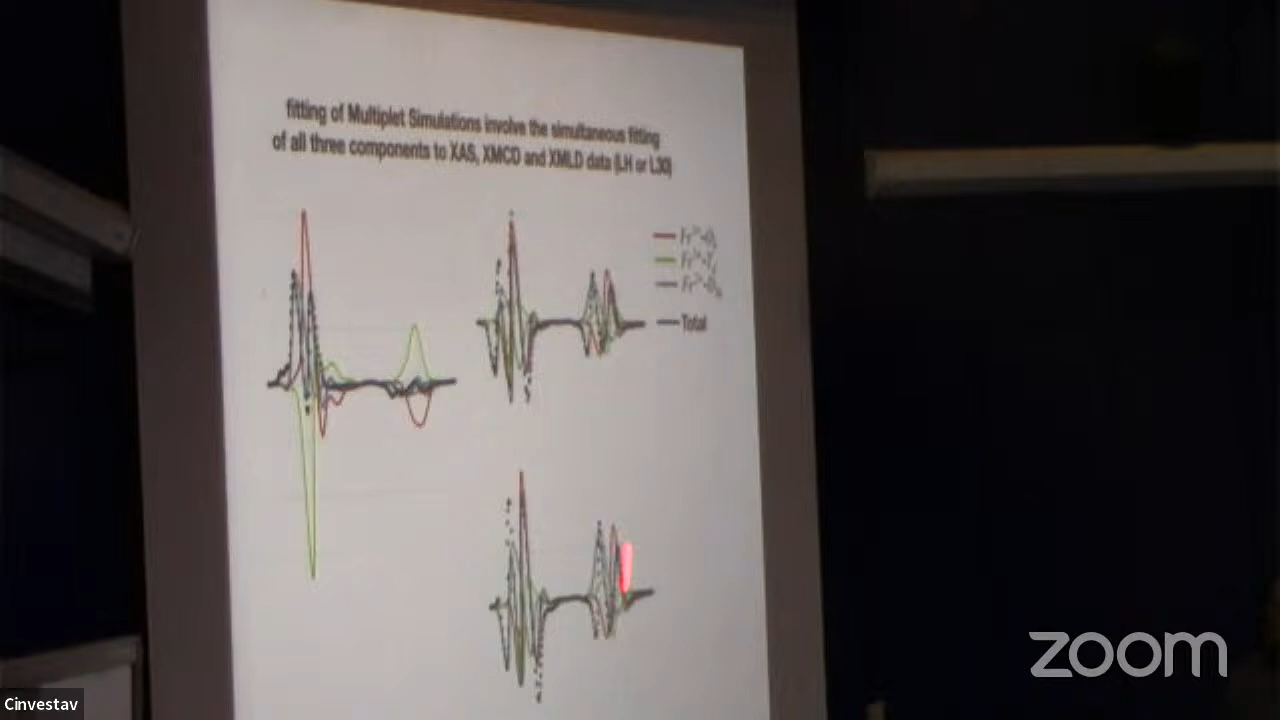 fitting of Multiplet Simulations involve the simultaneous fitting
of all three components to XAS, XMCD and XMLD data (LH or LXI)
Total
zoom
Cinvestav